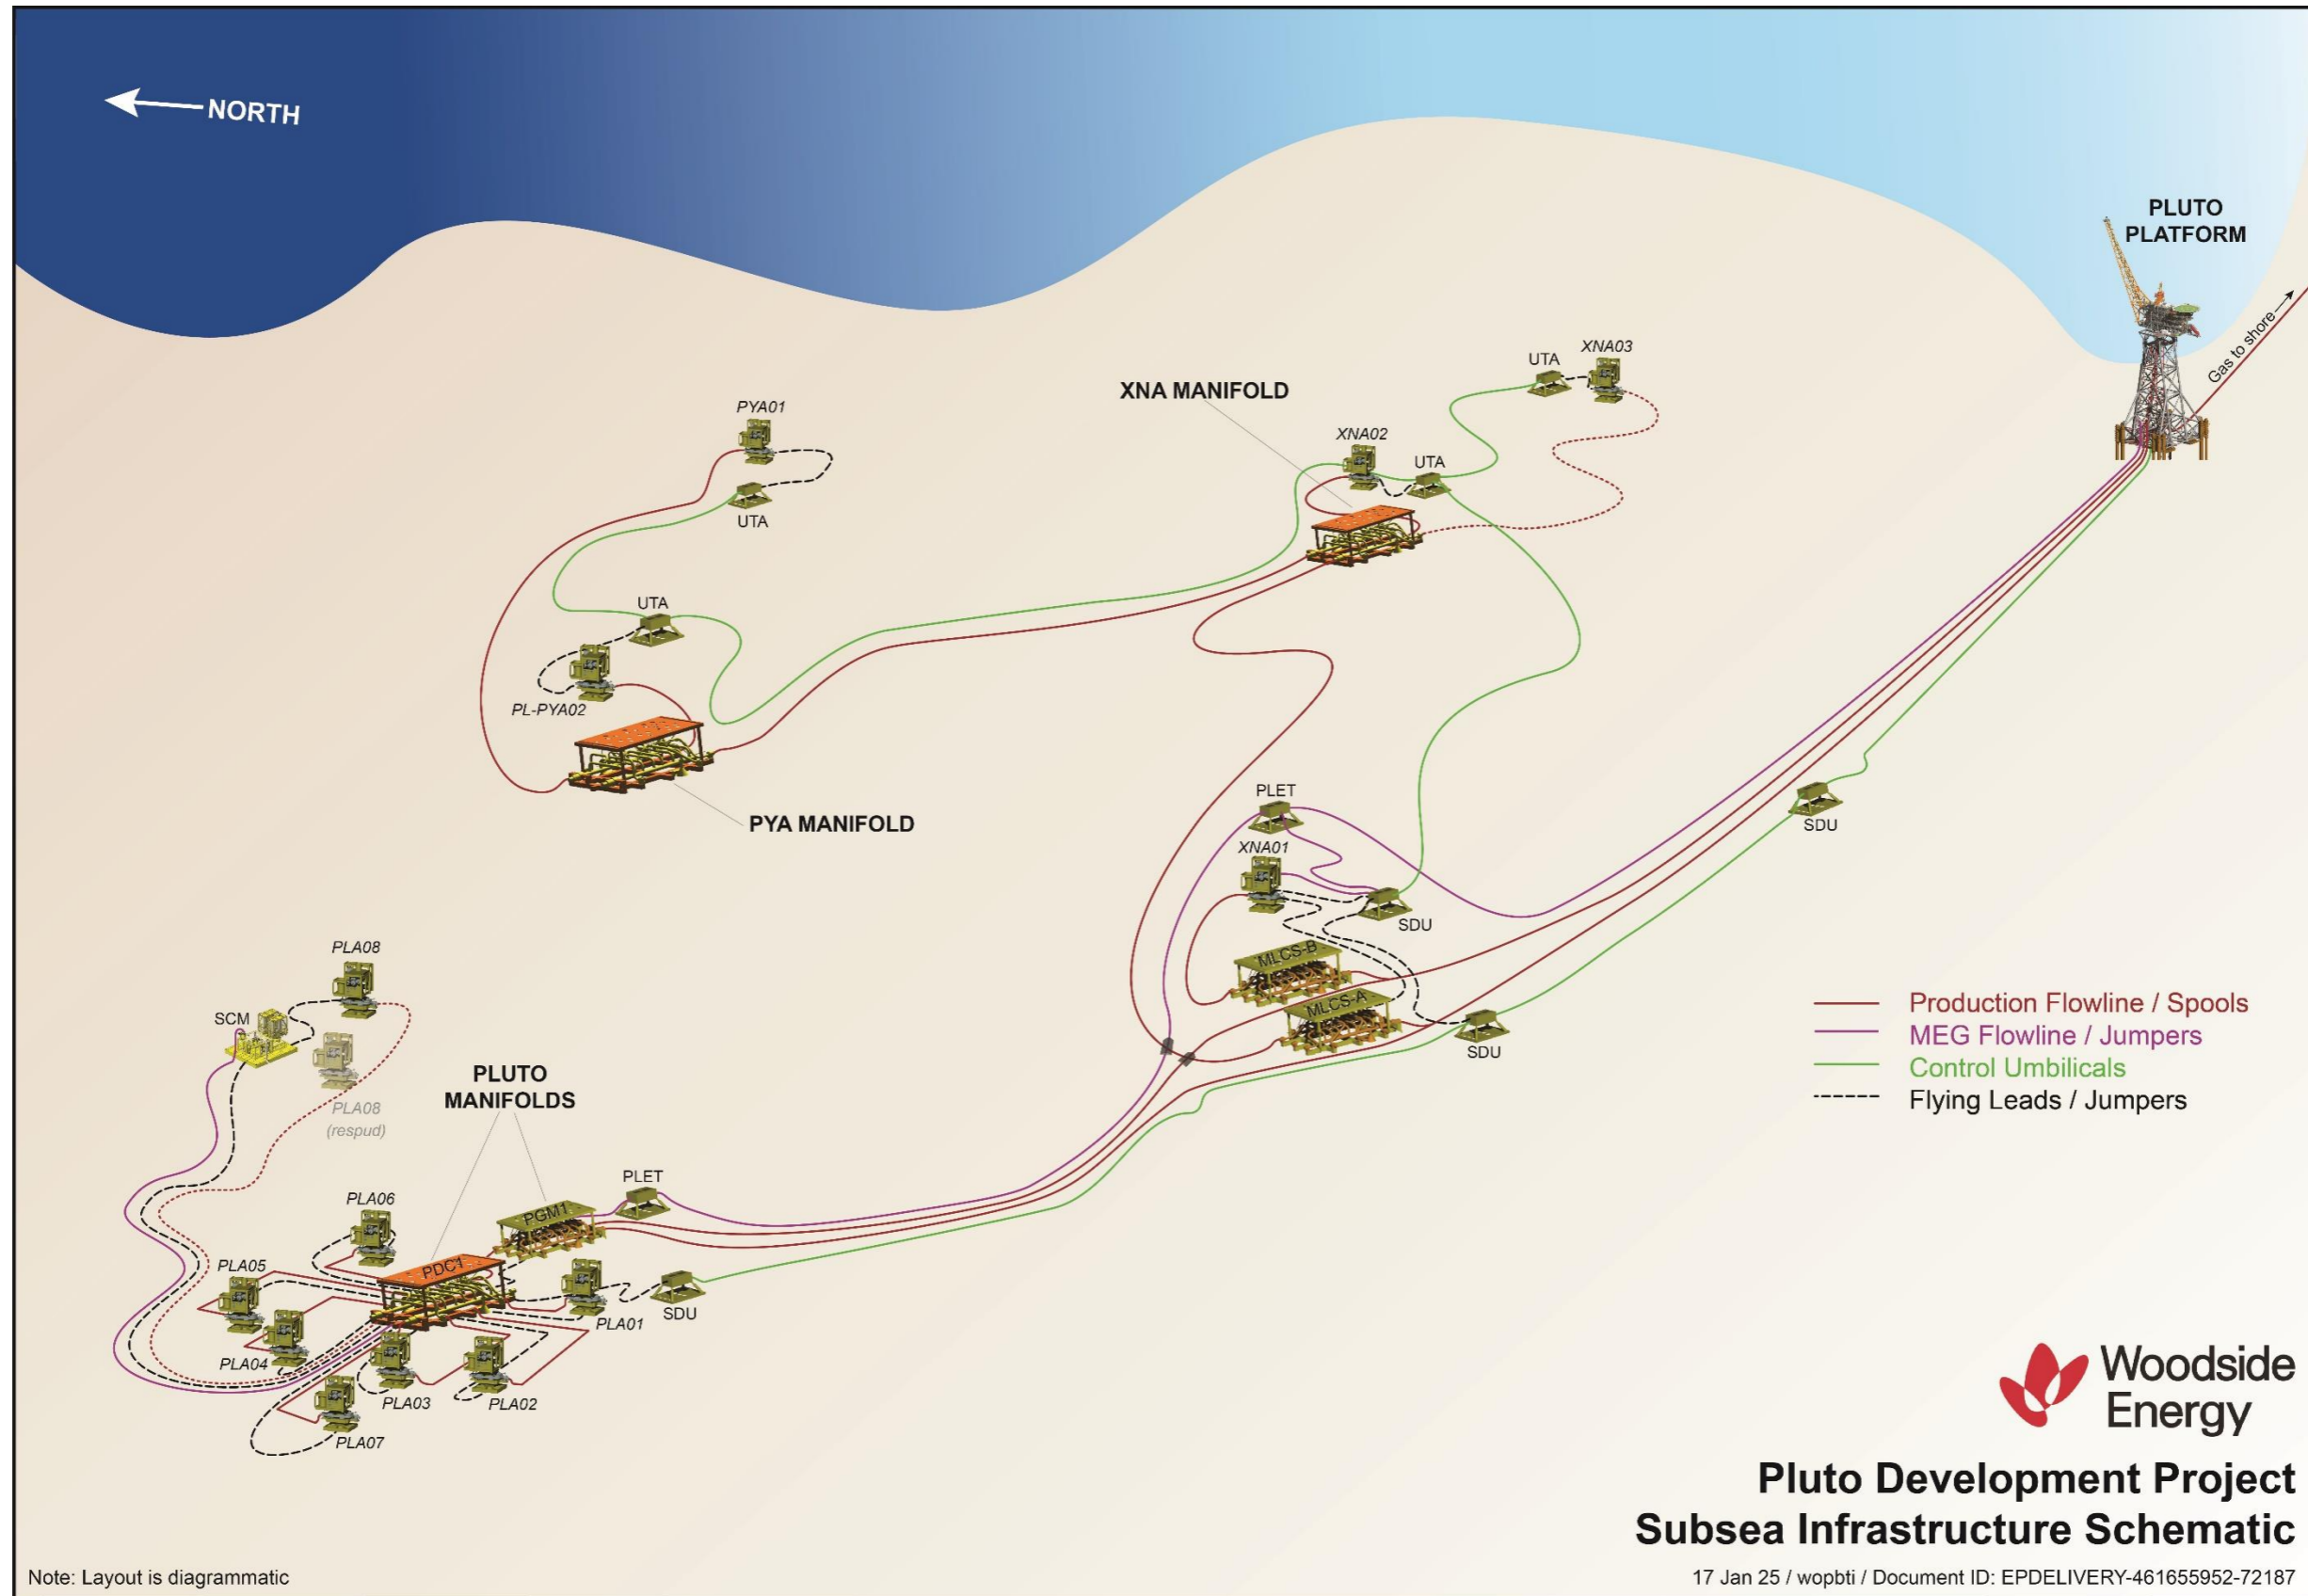 NORTH
PLUTO
PLATFORM
Gas to shore
UTA
XNA03
XNA MANIFOLD
PYA01
XNA02
UTA
UTA
UTA
PL-PYA02
PYA MANIFOLD
PLET
SDU
XNA01
SDU
MLCS-B
MLCS-A
SDU
PLA08
SCM
PLA08
(respud)
PLUTO
MANIFOLDS
PLET
PLA06
PGM1
PLA05
PDC1
PLA01
SDU
PLA04
PLA03
PLA02
PLA07
Production Flowline / Spools
MEG Flowline / Jumpers
Control Umbilicals
Flying Leads / Jumpers
Woodside
Energy
Pluto Development Project
Subsea Infrastructure Schematic
Note: Layout is diagrammatic
17 Jan 25 / wopbti / Document ID: EPDELIVERY-461655952-72187